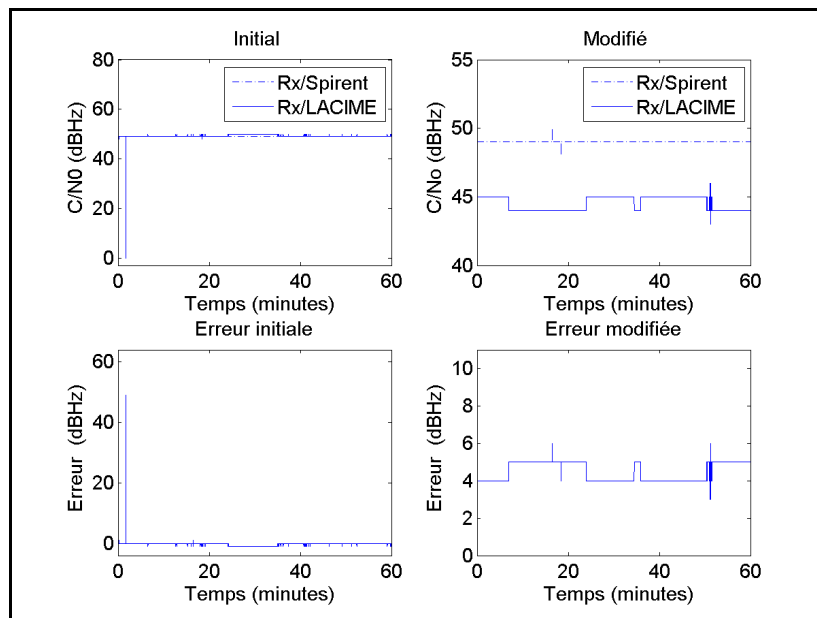 Initial
80
60
40
20
0
C/N0 (dBHz)
Rx/Spirent
Rx/LACIME
0 20 40 60
Temps (minutes)
Modifié
55
50
45
40
C/No (dBHz)
Rx/Spirent
Rx/LACIME
0 20 40 60
Temps (minutes)
Erreur initiale
60
40
20
0
Erreur (dBHz)
0 20 40 60
Temps (minutes)
Erreur modifiée
10
8
6
4
2
0
Erreur (dBHz)
0 20 40 60
Temps (minutes)